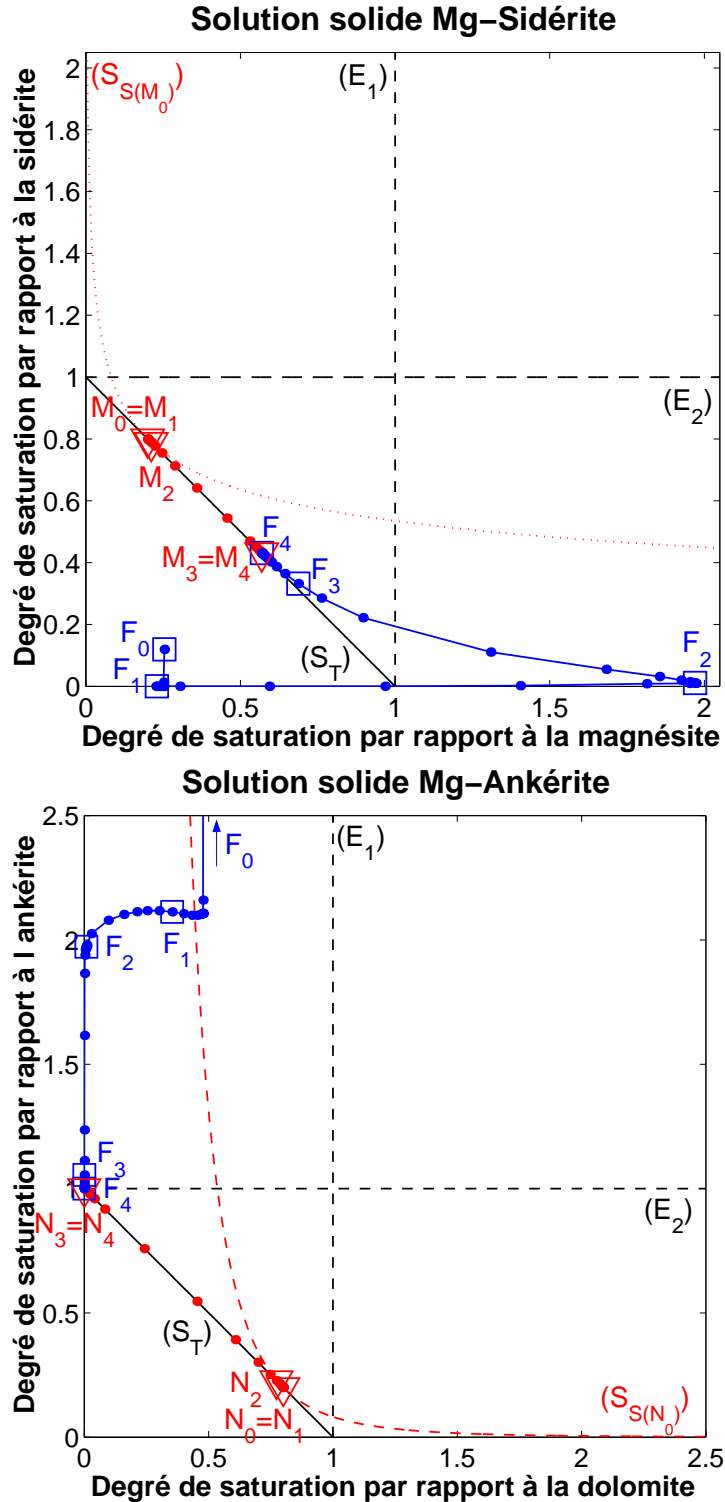 Solution solide Mg−Sidérite
Degré de saturation par rapport à la sidérite
2
1.8
1.6
1.4
1.2
1
0.8
0.6
0.4
0.2
0
(S_S(M_0))
(E_1)
(E_2)
M_0=M_1
M_2
M_3=M_4
F_4
F_3
F_0
F_1
F_2
(S_T)
0 0.5 1 1.5 2
Degré de saturation par rapport à la magnésite
Solution solide Mg−Ankérite
Degré de saturation par rapport à l ankérite
2.5
2
1.5
1
0.5
0
(E_1)
F_0
F_1
F_2
F_3
F_4
N_3=N_4
(E_2)
(S_T)
N_2
N_0=N_1
(S_S(N_0))
0 0.5 1 1.5 2 2.5
Degré de saturation par rapport à la dolomite